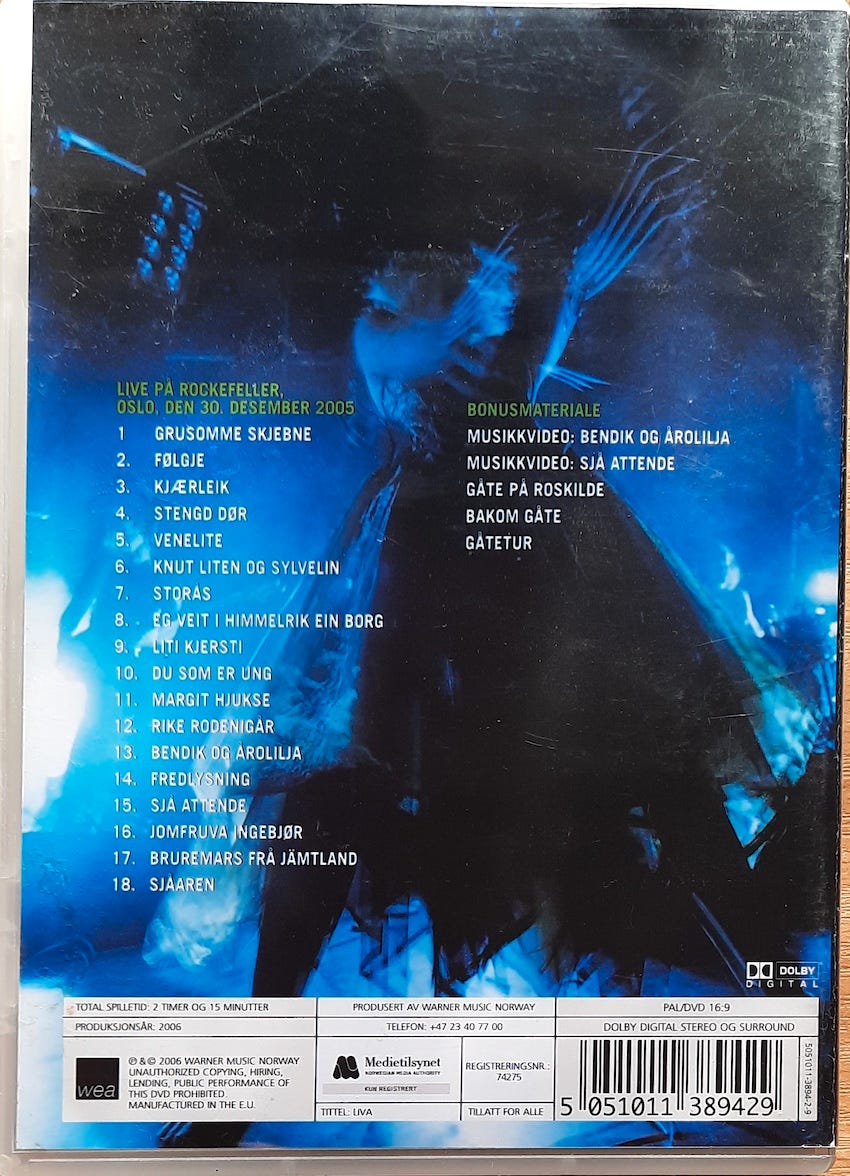 LIVE PÅ ROCKEFELLER,
OSLO, DEN 30. DESEMBER 2005
1 GRUSOMME SKJEBNE
2. FØLGJE
3. KJÆRLEIK
4. STENGD DØR
5. VENELITE
6. KNUT LITEN OG SYLVELIN
7. STORÅS
8. EG VEIT I HIMMELRIK EIN BORG
9. LITI KJERSTI
10. DU SOM ER UNG
11. MARGIT HJUKSE
12. RIKE RODENIGÅR
13. BENDIK OG ÅROLILJA
14. FREDLYSNING
15. SJÅ ATTENDE
16. JOMFRUVA INGEBJØR
17. BRUREMARS FRÅ JÄMTLAND
18. SJÅAREN
BONUSMATERIALE
MUSIKKVIDEO: BENDIK OG ÅROLILJA
MUSIKKVIDEO: SJÅ ATTENDE
GÅTE PÅ ROSKILDE
BAKOM GÅTE
GÅTETUR
DOLBY
DIGITAL
TOTAL SPILLETID: 2 TIMER OG 15 MINUTTER
PRODUKSJONSÅR: 2006
PRODUSERT AV WARNER MUSIC NORWAY
TELEFON: +47 23 40 77 00
PAL/DVD 16:9
DOLBY DIGITAL STEREO OG SURROUND
wea
℗ & © 2006 WARNER MUSIC NORWAY
UNAUTHORIZED COPYING, HIRING,
LENDING, PUBLIC PERFORMANCE OF
THIS DVD PROHIBITED.
MANUFACTURED IN THE E.U.
Medietilsynet
NORWEGIAN MEDIA AUTHORITY
KUN REGISTRERT
TITTEL: LIVA
REGISTRERINGSNR.:
74275
TILLATT FOR ALLE
5 051011 389429
5051011-3894-2-9